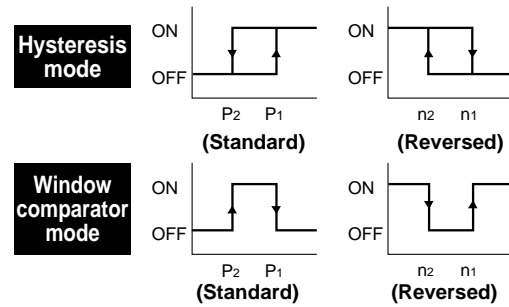 Hysteresis
mode
ON
OFF
P2
P1
(Standard)
ON
OFF
n2
n1
(Reversed)
Window
comparator
mode
ON
OFF
P2
P1
(Standard)
ON
OFF
n2
n1
(Reversed)